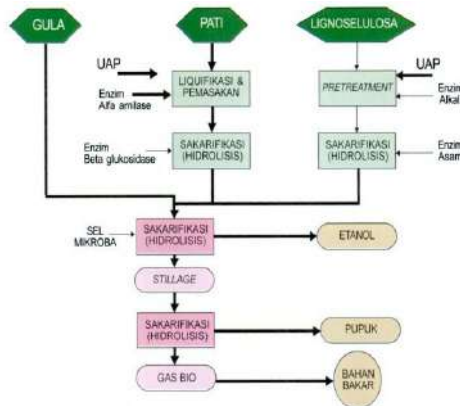 GULA
PATI
LIGNOSELULOSA
UAP
Enzim
Alfa amilase
LIQUIFIKASI &
PEMASAKAN
PRETREATMENT
UAP
Enzim
Alkal
Enzim
Beta glukosidase
SAKARIFIKASI
(HIDROLISIS)
SAKARIFIKASI
(HIDROLISIS)
Enzim
Asam
SEL
MIKROBA
SAKARIFIKASI
(HIDROLISIS)
ETANOL
STILLAGE
SAKARIFIKASI
(HIDROLISIS)
PUPUK
GAS BIO
BAHAN
BAKAR